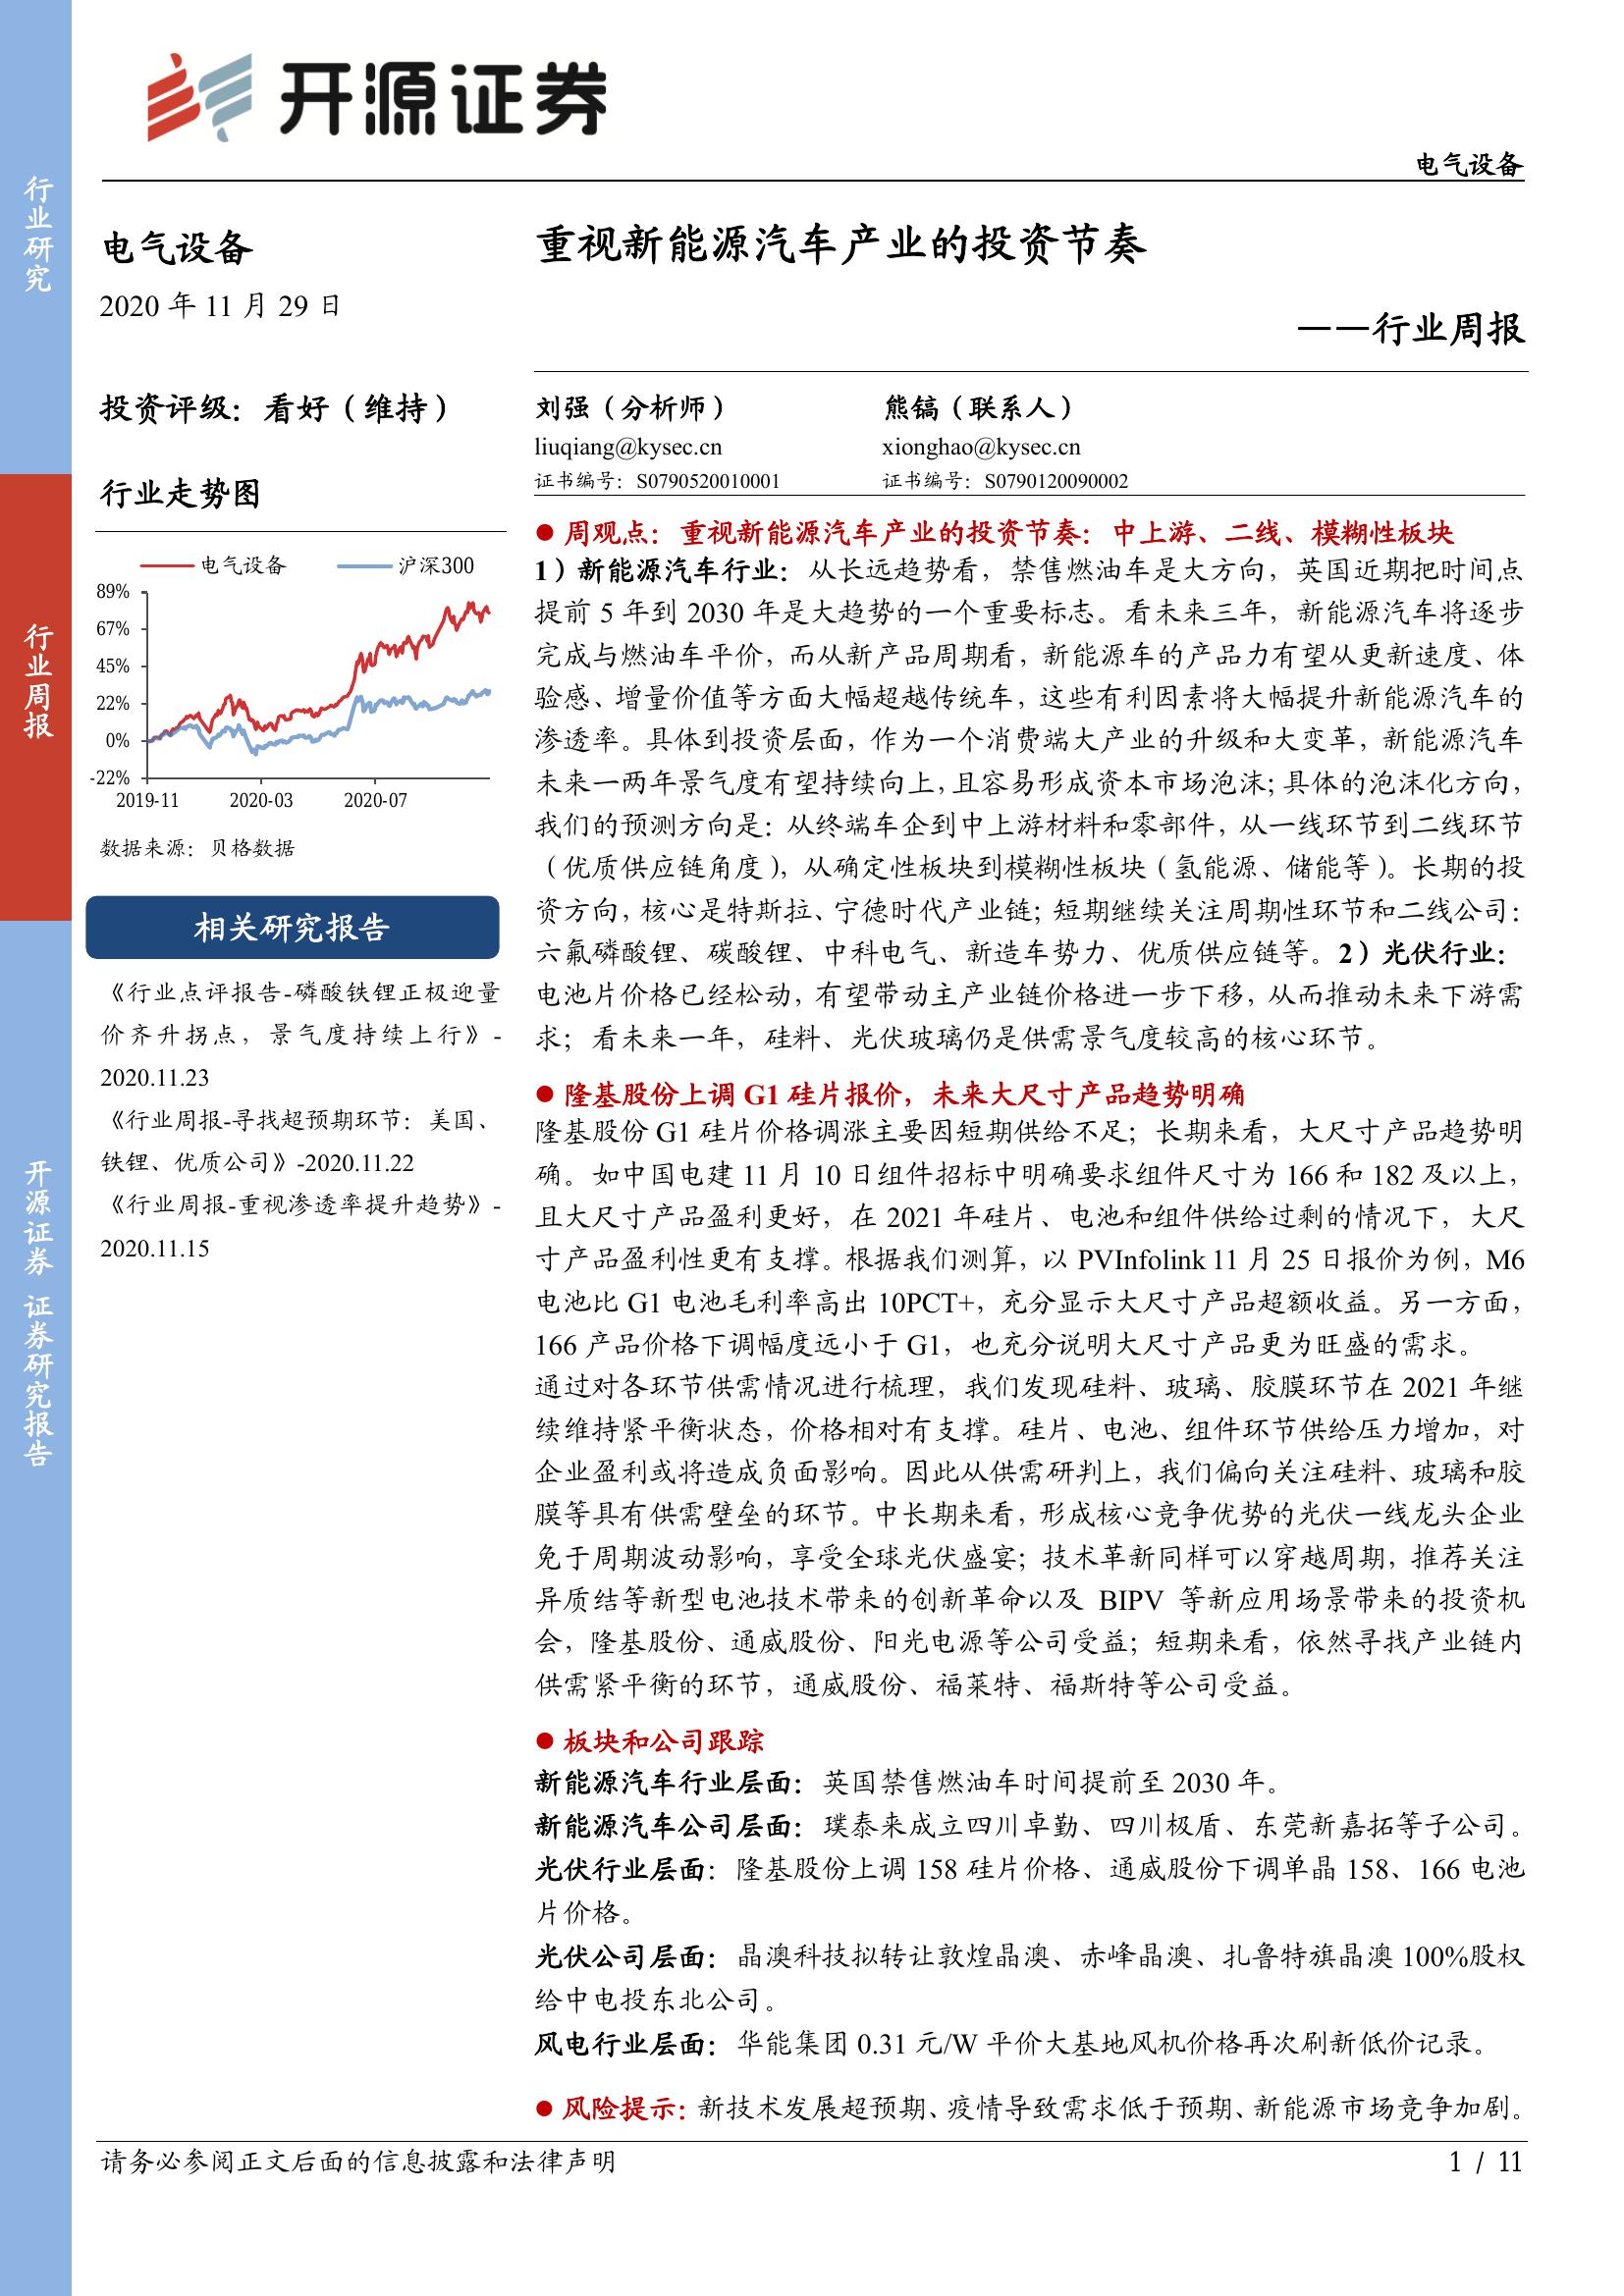 开源证券
电气设备
行业研究
行业周报
开源证券 证券研究报告
电气设备
2020 年 11 月 29 日
投资评级：看好（维持）
行业走势图
电气设备 沪深300
89%
67%
45%
22%
0%
-22%
2019-11 2020-03 2020-07
数据来源：贝格数据
相关研究报告
《行业点评报告-磷酸铁锂正极迎量
价齐升拐点，景气度持续上行》-
2020.11.23
《行业周报-寻找超预期环节：美国、
铁锂、优质公司》-2020.11.22
《行业周报-重视渗透率提升趋势》-
2020.11.15
重视新能源汽车产业的投资节奏
——行业周报
刘强（分析师） 熊镐（联系人）
liuqiang@kysec.cn xionghao@kysec.cn
证书编号：S0790520010001 证书编号：S0790120090002
● 周观点：重视新能源汽车产业的投资节奏：中上游、二线、模糊性板块
1）新能源汽车行业：从长远趋势看，禁售燃油车是大方向，英国近期把时间点
提前 5 年到 2030 年是大趋势的一个重要标志。看未来三年，新能源汽车将逐步
完成与燃油车平价，而从新产品周期看，新能源车的产品力有望从更新速度、体
验感、增量价值等方面大幅超越传统车，这些有利因素将大幅提升新能源汽车的
渗透率。具体到投资层面，作为一个消费端大产业的升级和大变革，新能源汽车
未来一两年景气度有望持续向上，且容易形成资本市场泡沫；具体的泡沫化方向，
我们的预测方向是：从终端车企到中上游材料和零部件，从一线环节到二线环节
（优质供应链角度），从确定性板块到模糊性板块（氢能源、储能等）。长期的投
资方向，核心是特斯拉、宁德时代产业链；短期继续关注周期性环节和二线公司：
六氟磷酸锂、碳酸锂、中科电气、新造车势力、优质供应链等。2）光伏行业：
电池片价格已经松动，有望带动主产业链价格进一步下移，从而推动未来下游需
求；看未来一年，硅料、光伏玻璃仍是供需景气度较高的核心环节。
● 隆基股份上调 G1 硅片报价，未来大尺寸产品趋势明确
隆基股份 G1 硅片价格调涨主要因短期供给不足；长期来看，大尺寸产品趋势明
确。如中国电建 11 月 10 日组件招标中明确要求组件尺寸为 166 和 182 及以上，
且大尺寸产品盈利更好，在 2021 年硅片、电池和组件供给过剩的情况下，大尺
寸产品盈利性更有支撑。根据我们测算，以 PVInfolink 11 月 25 日报价为例，M6
电池比 G1 电池毛利率高出 10PCT+，充分显示大尺寸产品超额收益。另一方面，
166 产品价格下调幅度远小于 G1，也充分说明大尺寸产品更为旺盛的需求。
通过对各环节供需情况进行梳理，我们发现硅料、玻璃、胶膜环节在 2021 年继
续维持紧平衡状态，价格相对有支撑。硅片、电池、组件环节供给压力增加，对
企业盈利或将造成负面影响。因此从供需研判上，我们偏向关注硅料、玻璃和胶
膜等具有供需壁垒的环节。中长期来看，形成核心竞争优势的光伏一线龙头企业
免于周期波动影响，享受全球光伏盛宴；技术革新同样可以穿越周期，推荐关注
异质结等新型电池技术带来的创新革命以及 BIPV 等新应用场景带来的投资机
会，隆基股份、通威股份、阳光电源等公司受益；短期来看，依然寻找产业链内
供需紧平衡的环节，通威股份、福莱特、福斯特等公司受益。
● 板块和公司跟踪
新能源汽车行业层面：英国禁售燃油车时间提前至 2030 年。
新能源汽车公司层面：璞泰来成立四川卓勤、四川极盾、东莞新嘉拓等子公司。
光伏行业层面：隆基股份上调 158 硅片价格、通威股份下调单晶 158、166 电池
片价格。
光伏公司层面：晶澳科技拟转让敦煌晶澳、赤峰晶澳、扎鲁特旗晶澳 100%股权
给中电投东北公司。
风电行业层面：华能集团 0.31 元/W 平价大基地风机价格再次刷新低价记录。
● 风险提示：新技术发展超预期、疫情导致需求低于预期、新能源市场竞争加剧。
请务必参阅正文后面的信息披露和法律声明 1 / 11